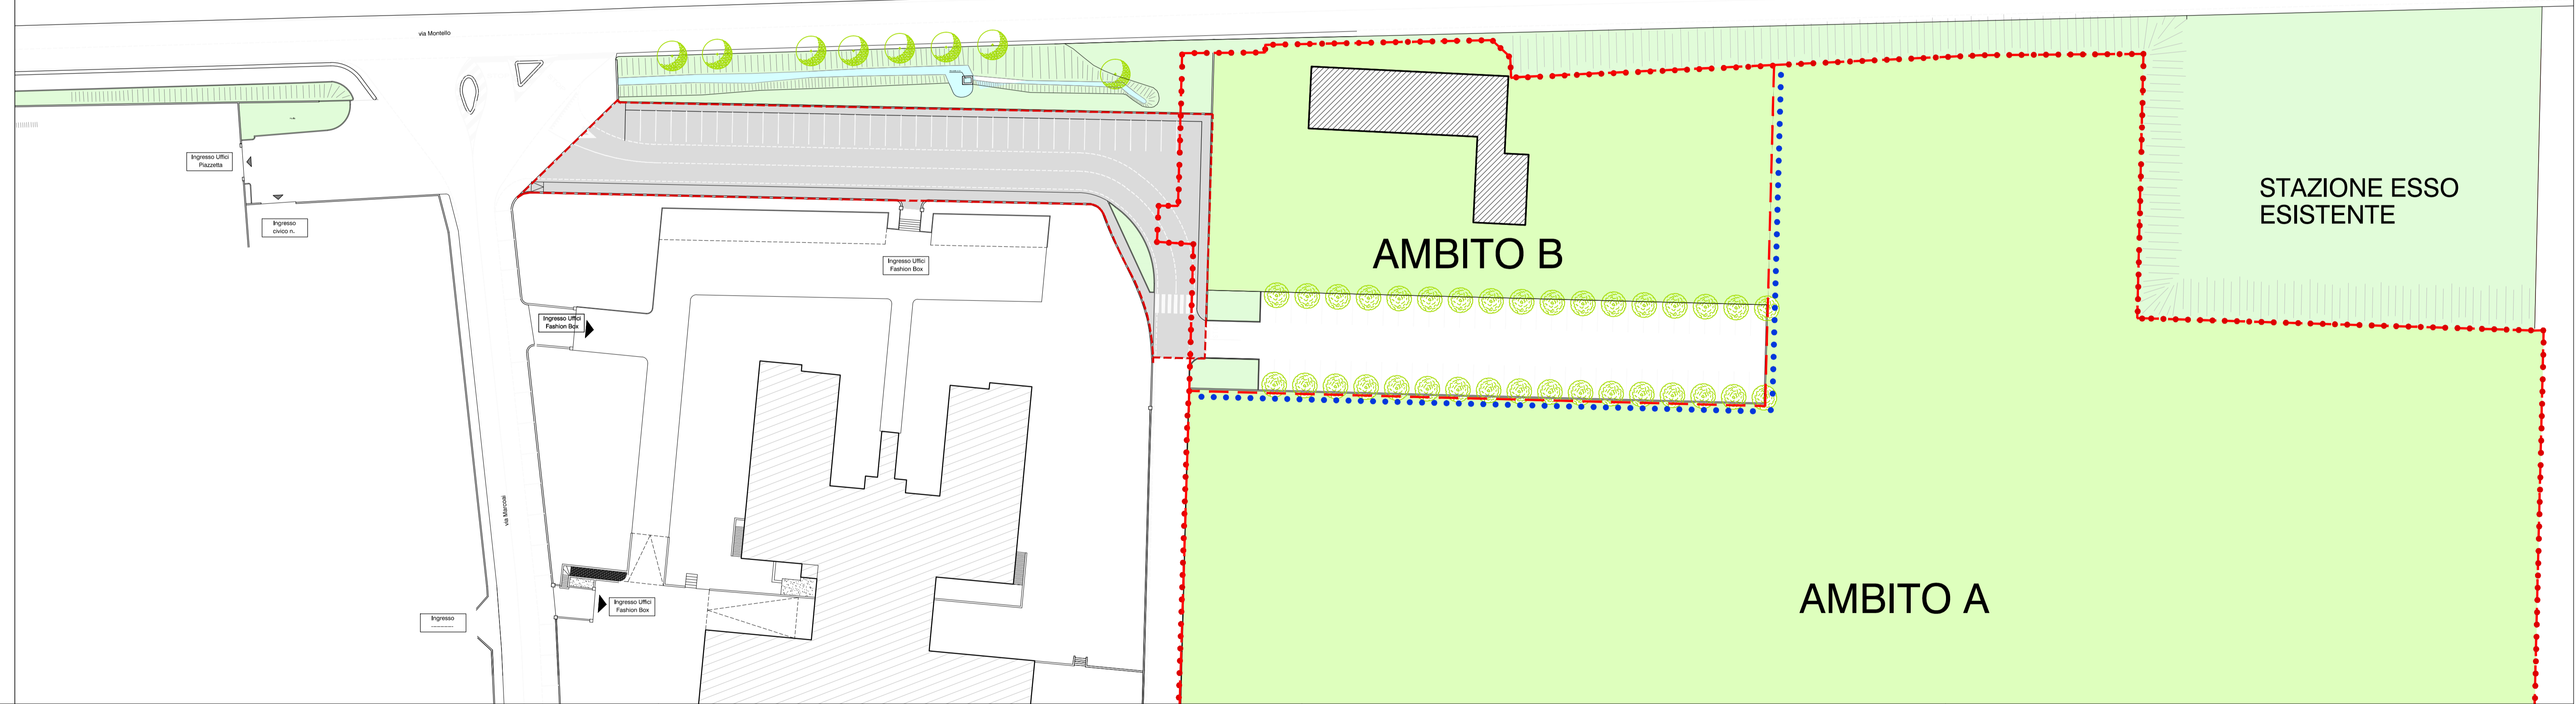 via Montello
Ingresso Uffici
Piazzetta
Ingresso
civico n.
Ingresso Uffici
Fashion Box
Ingresso Uffici
Fashion Box
via Marcoai
Ingresso Uffici
Fashion Box
Ingresso
AMBITO B
STAZIONE ESSO
ESISTENTE
AMBITO A